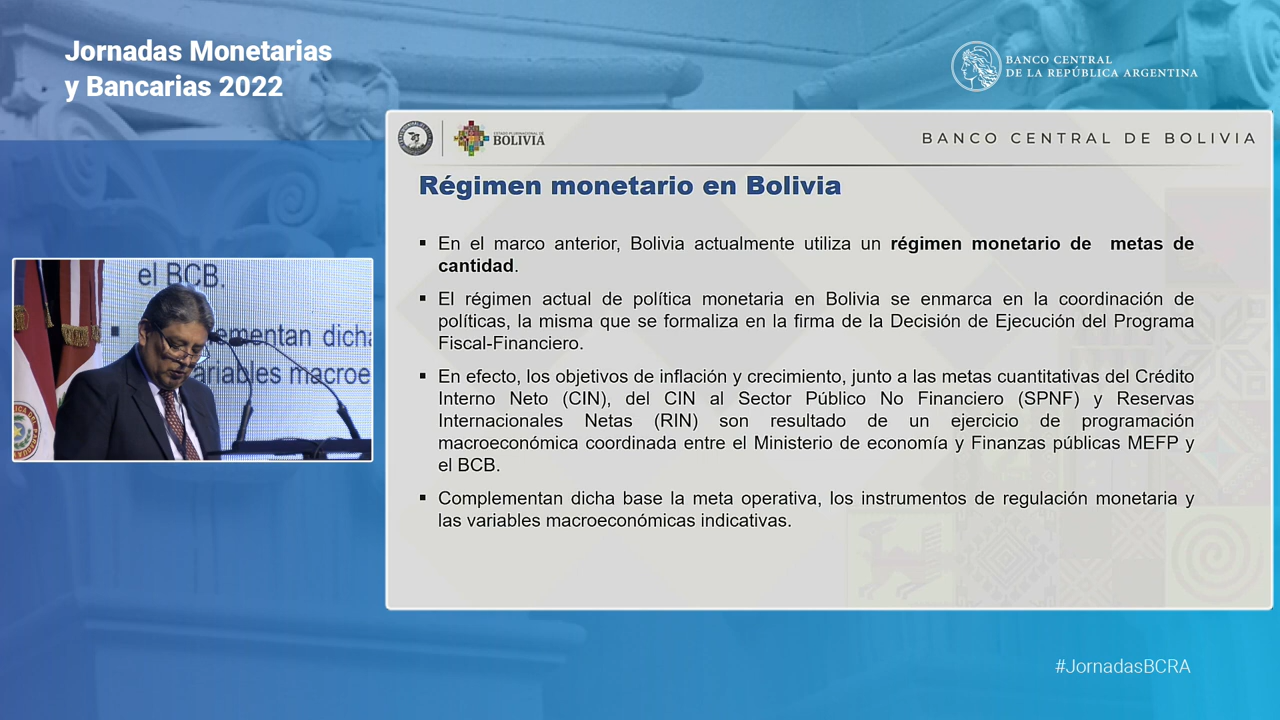 Jornadas Monetarias
y Bancarias 2022
BANCO CENTRAL
DE LA REPÚBLICA ARGENTINA
ESTADO PLURINACIONAL DE
BOLIVIA
BANCO CENTRAL DE BOLIVIA
Régimen monetario en Bolivia
▪ En el marco anterior, Bolivia actualmente utiliza un régimen monetario de metas de
cantidad.
▪ El régimen actual de política monetaria en Bolivia se enmarca en la coordinación de
políticas, la misma que se formaliza en la firma de la Decisión de Ejecución del Programa
Fiscal-Financiero.
▪ En efecto, los objetivos de inflación y crecimiento, junto a las metas cuantitativas del Crédito
Interno Neto (CIN), del CIN al Sector Público No Financiero (SPNF) y Reservas
Internacionales Netas (RIN) son resultado de un ejercicio de programación
macroeconómica coordinada entre el Ministerio de economía y Finanzas públicas MEFP y
el BCB.
▪ Complementan dicha base la meta operativa, los instrumentos de regulación monetaria y
las variables macroeconómicas indicativas.
el BCB.
ementan dicha
ariables macroe
#JornadasBCRA